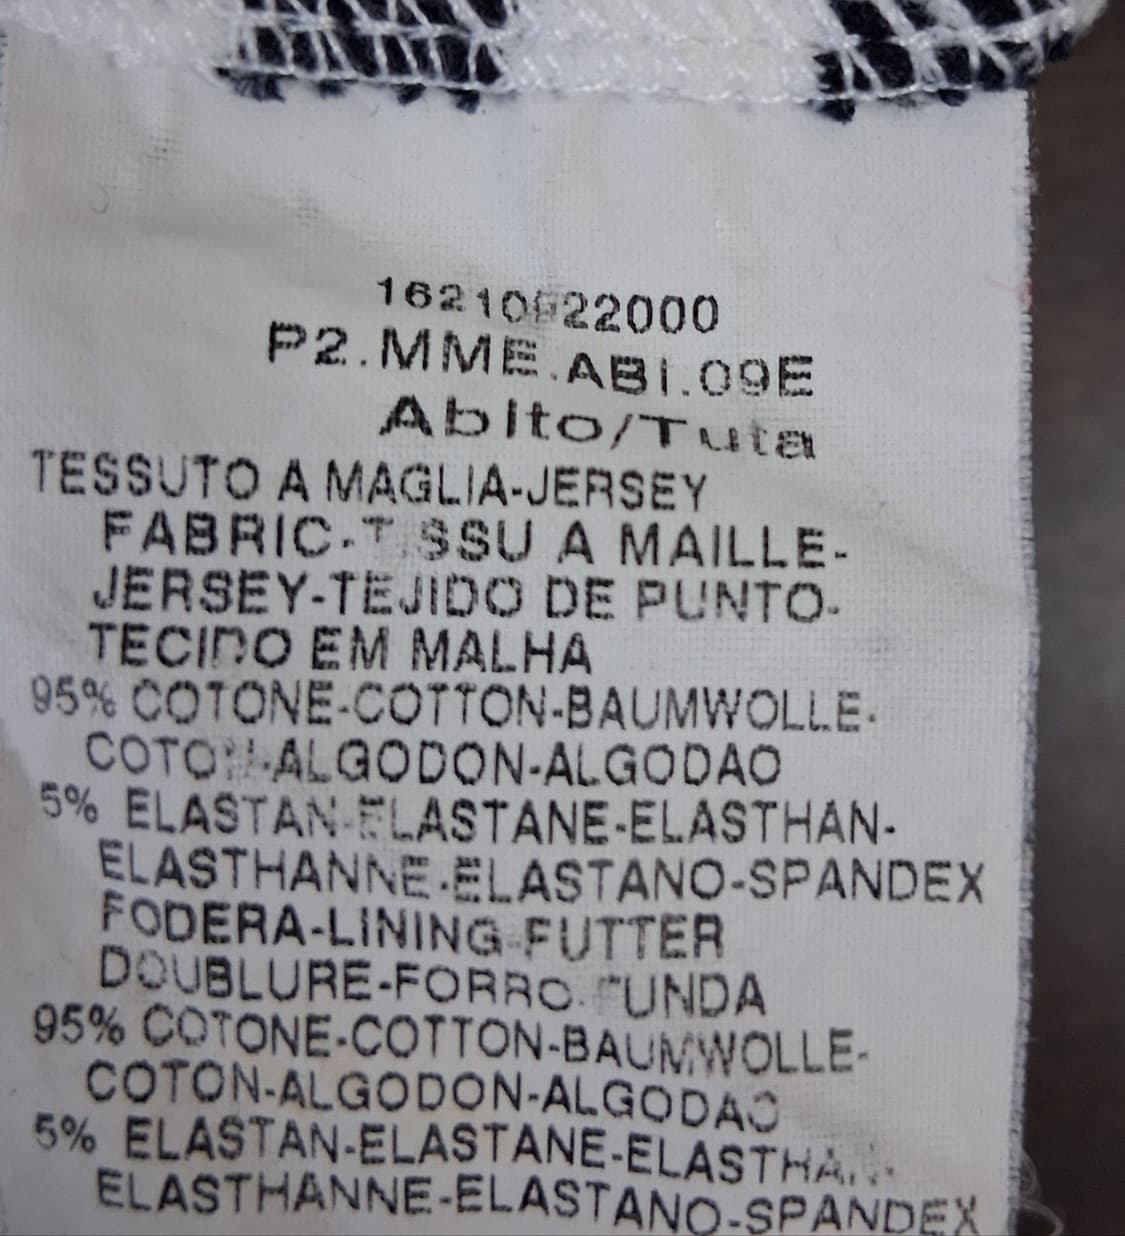 P2.MME.ABI.09E
Abito/Tuta
TESSUTO A MAGLIA-JERSEY
FABRIC-TISSU A MAILLE-
JERSEY-TEJIDO DE PUNTO-
TECIDO EM MALHA
95% COTONE-COTTON-BAUMWOLLE-
COTON-ALGODON-ALGODAO
5% ELASTAN-ELASTANE-ELASTHAN-
ELASTHANNE-ELASTANO-SPANDEX
FODERA-LINING-FUTTER
DOUBLURE-FORRO-FUNDA
95% COTONE-COTTON-BAUMWOLLE-
COTON-ALGODON-ALGODAO
5% ELASTAN-ELASTANE-ELASTHAN-
ELASTHANNE-ELASTANO-SPANDEX